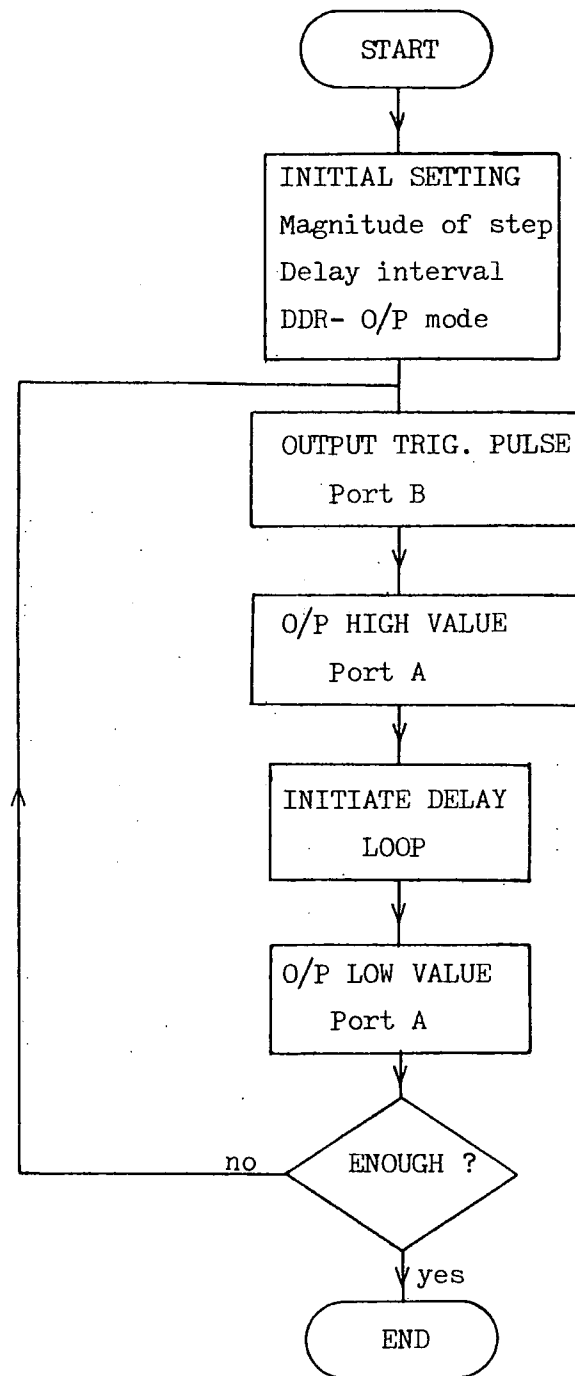 START
INITIAL SETTING
Magnitude of step
Delay interval
DDR- O/P mode
OUTPUT TRIG. PULSE
Port B
O/P HIGH VALUE
Port A
INITIATE DELAY
LOOP
O/P LOW VALUE
Port A
ENOUGH ?
no
yes
END